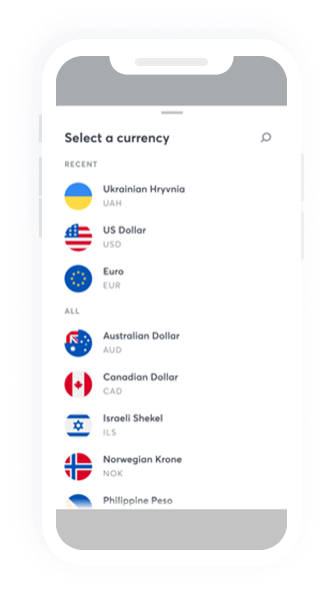 Select a currency
RECENT
Ukrainian Hryvnia
UAH
US Dollar
USD
Euro
EUR
ALL
Australian Dollar
AUD
Canadian Dollar
CAD
Israeli Shekel
ILS
Norwegian Krone
NOK
Philippine Peso